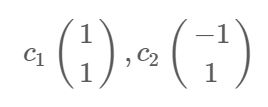 c₁ (1 1), c₂ (−1 1)